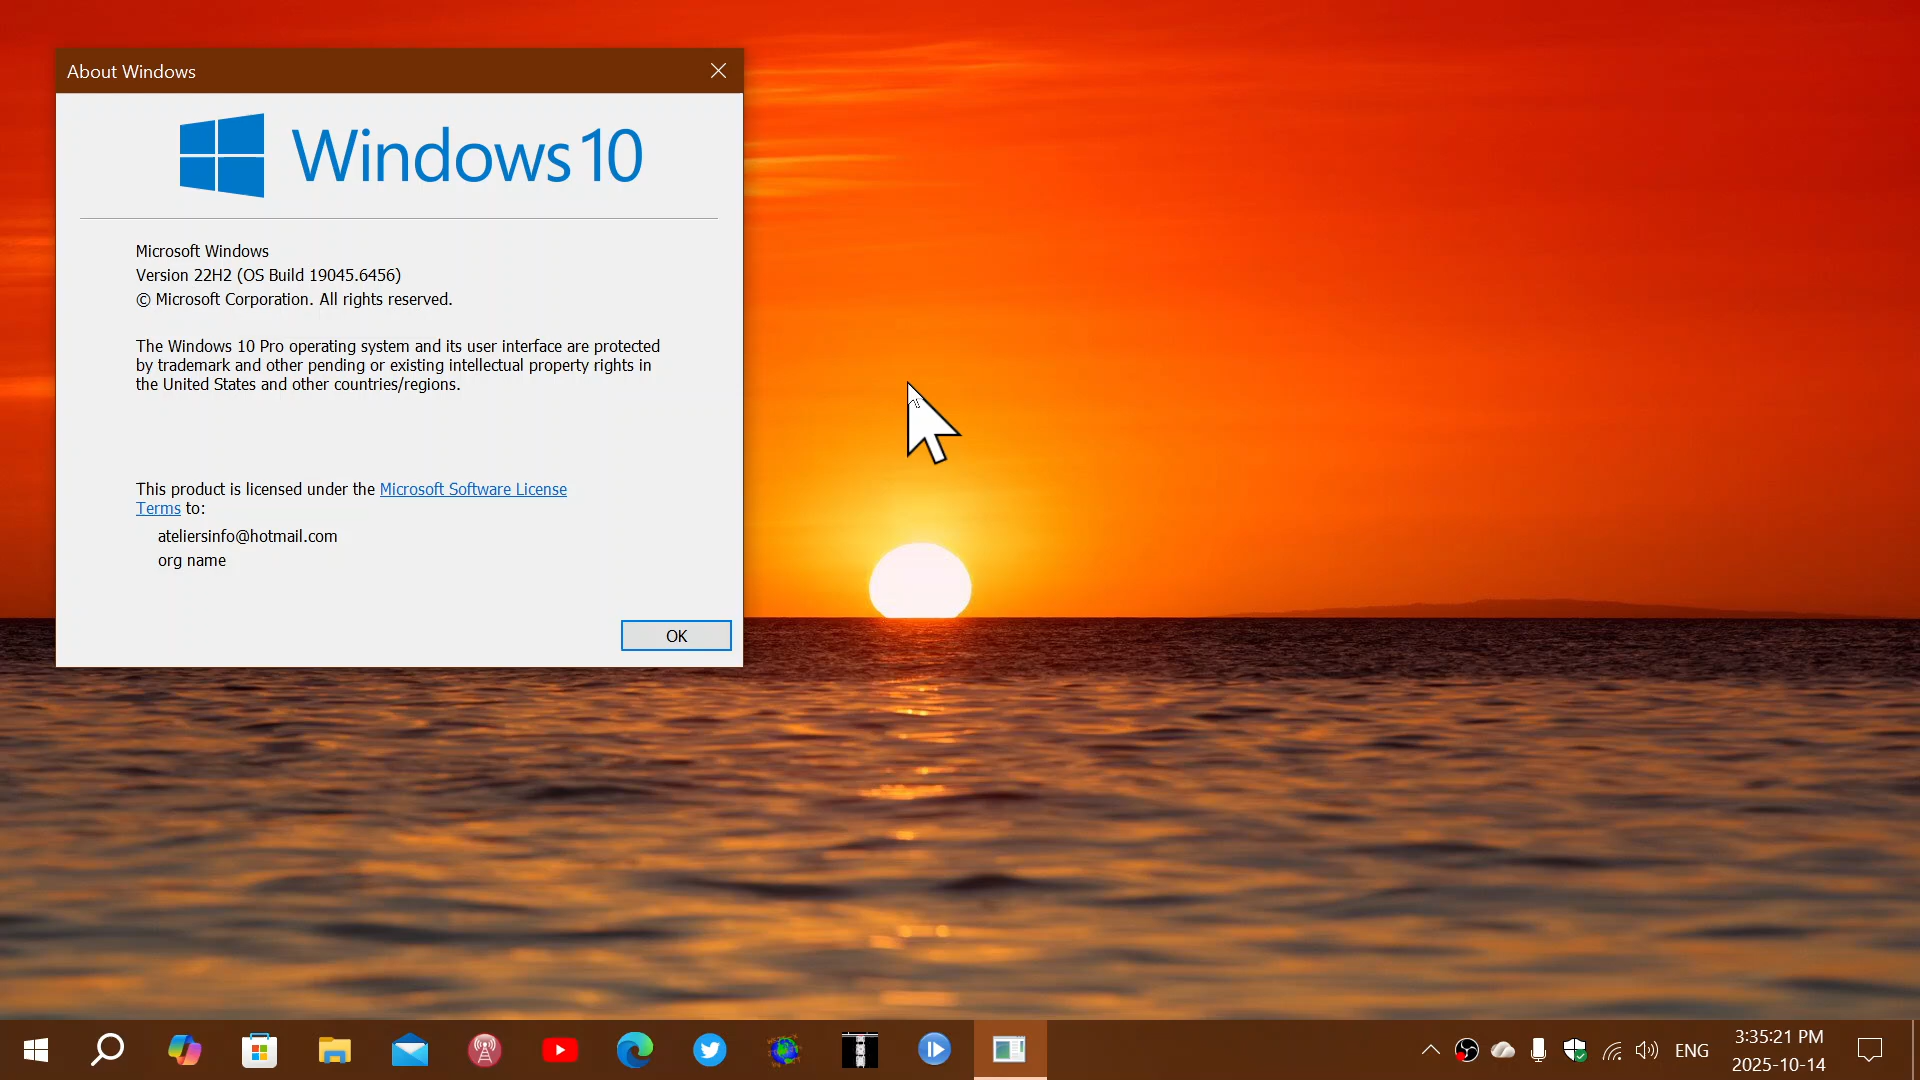 About Windows
Windows 10
Microsoft Windows
Version 22H2 (OS Build 19045.6456)
© Microsoft Corporation. All rights reserved.
The Windows 10 Pro operating system and its user interface are protected
by trademark and other pending or existing intellectual property rights in
the United States and other countries/regions.
This product is licensed under the Microsoft Software License
Terms to:
ateliersinfo@hotmail.com
org name
OK
ENG
3:35:21 PM
2025-10-14